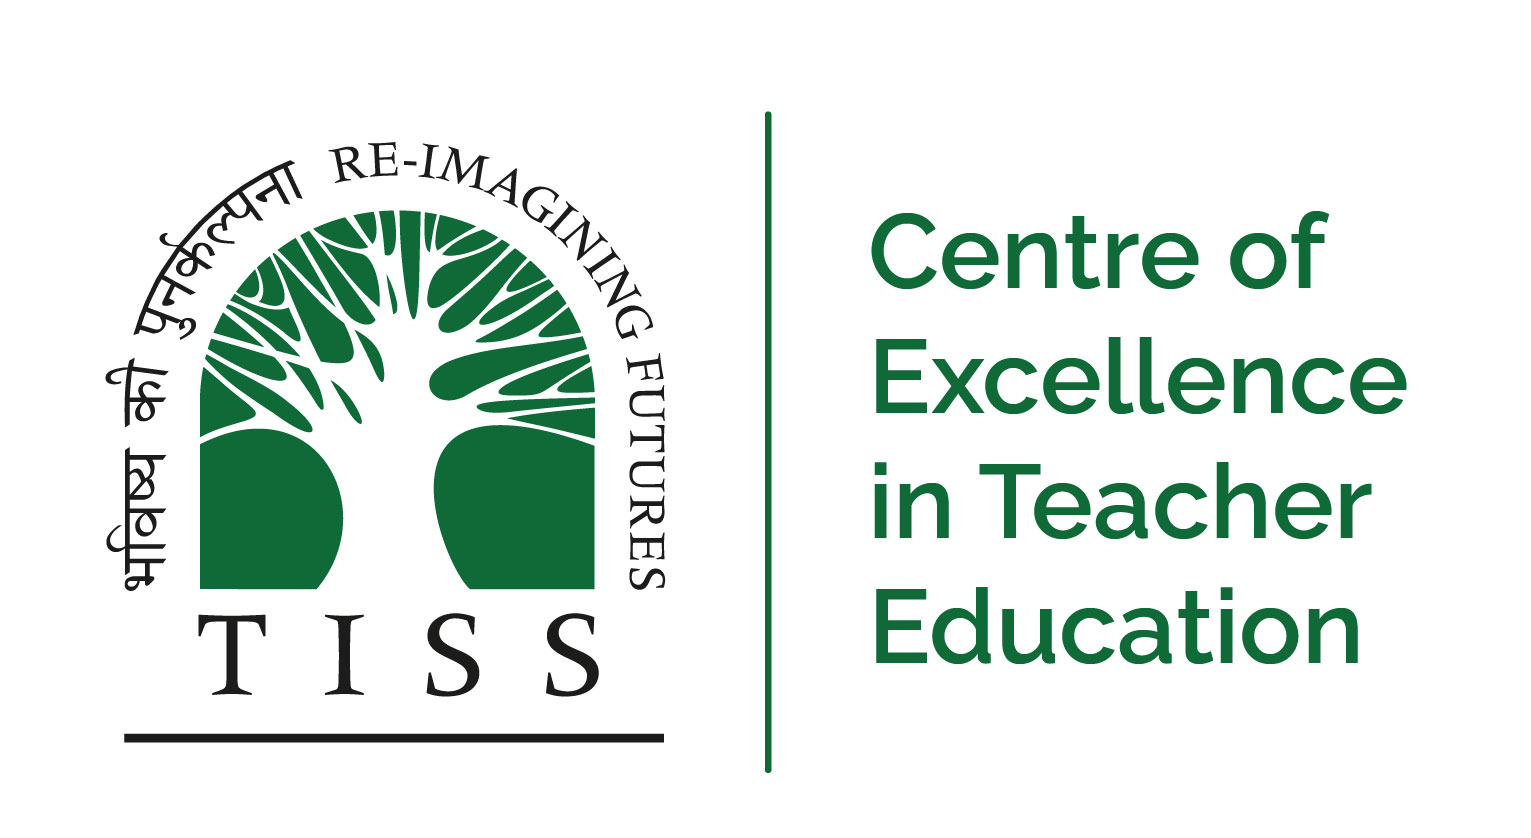 भविष्य की पुनर्कल्पना
RE-IMAGINING FUTURES
TISS
Centre of
Excellence
in Teacher
Education